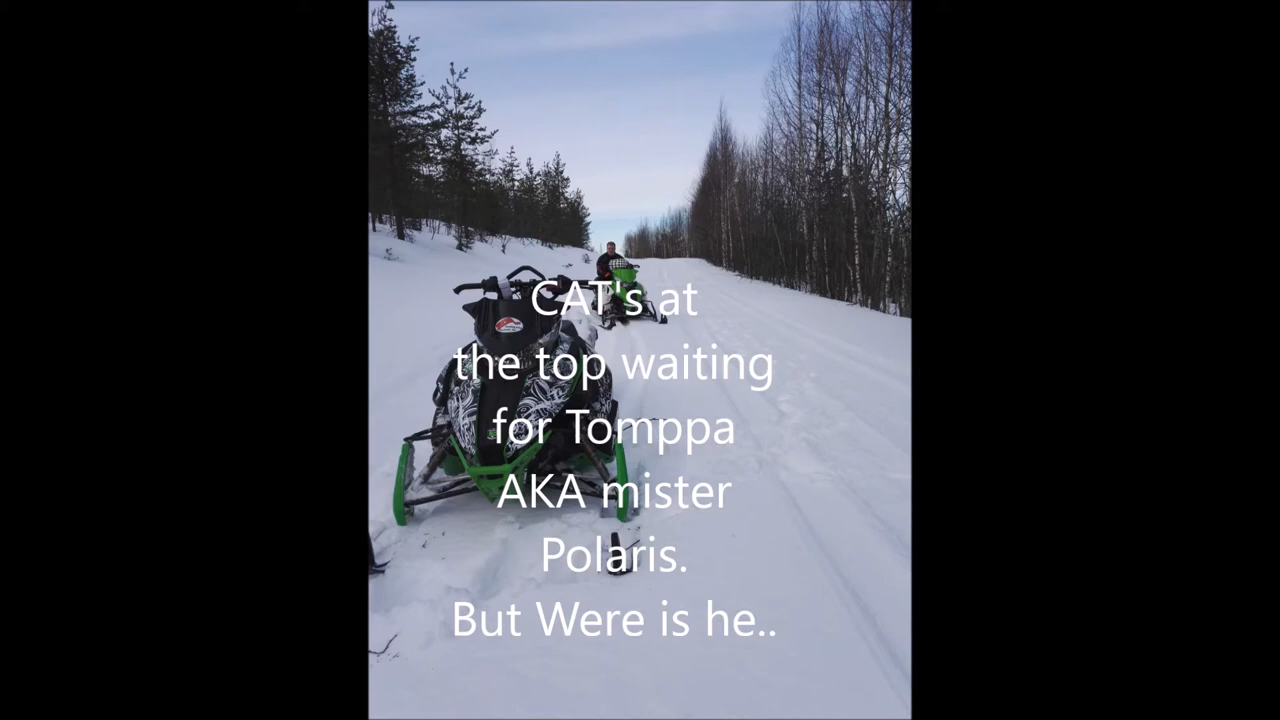 CAT's at
the top waiting
for Tomppa
AKA mister
Polaris.
But Were is he..